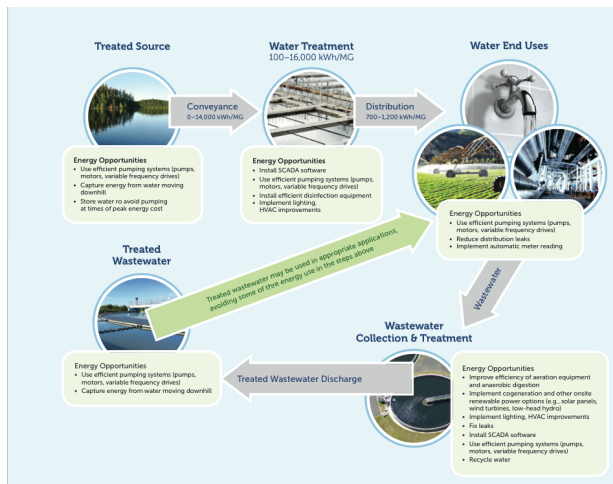 Treated Source
Water Treatment
100–16,000 kWh/MG
Water End Uses
Conveyance
0–14,000 kWh/MG
Distribution
700–1,200 kWh/MG
Energy Opportunities
• Use efficient pumping systems (pumps,
motors, variable frequency drives)
• Capture energy from water moving
downhill
• Store water ro avoid pumping
at times of peak energy cost
Energy Opportunities
• Install SCADA software
• Use efficient pumping systems (pumps,
motors, variable frequency drives)
• Install efficient disinfection equipment
• Implement lighting,
HVAC improvements
Energy Opportunities
• Use efficient pumping systems (pumps,
motors, variable frequency drives)
• Reduce distribution leaks
• Implement automatic meter reading
Treated
Wastewater
Treated wastewater may be used in appropriate applications,
avoiding some of thre energy use in the steps above
Wastewater
Wastewater
Collection & Treatment
Energy Opportunities
• Use efficient pumping systems (pumps,
motors, variable frequency drives)
• Capture energy from water moving downhill
Treated Wastewater Discharge
Energy Opportunities
• Improve efficiency of aeration equipment
and anaerobic digestion
• Implement cogeneration and other onsite
renewable power options (e.g., solar panels,
wind turbines, low-head hydro)
• Implement lighting, HVAC improvements
• Fix leaks
• Install SCADA software
• Use efficient pumping systems (pumps,
motors, variable frequency drives)
• Recycle water